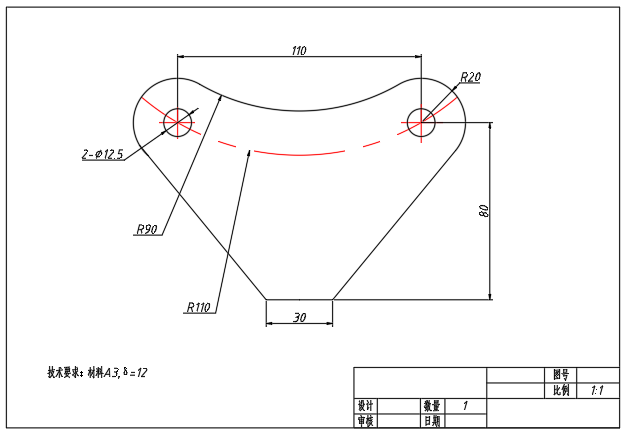 110
R20
2-Φ12.5
80
R90
R110
30
技术要求：材料A3,δ=12
图号
比例 1:1
设计 数量 1
审核 日期